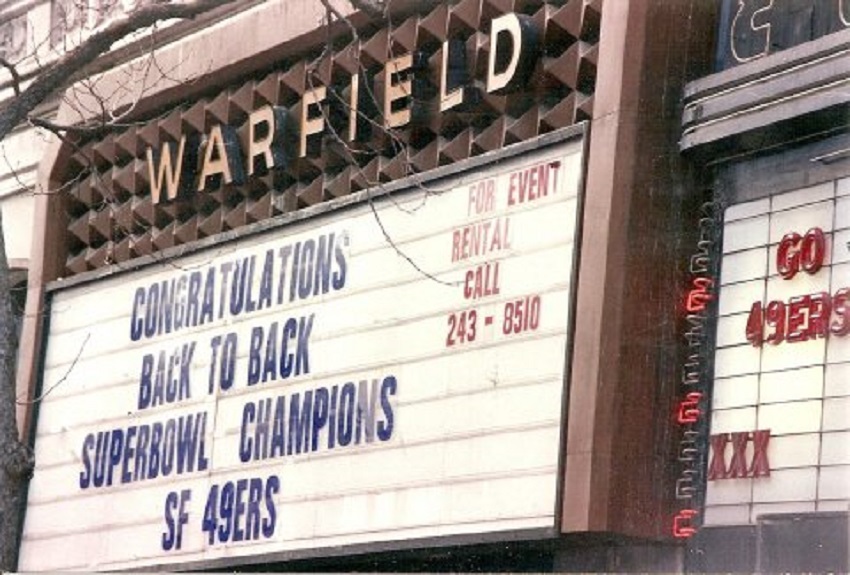 WARFIELD
CONGRATULATIONS
BACK TO BACK
SUPERBOWL CHAMPIONS
SF 49ERS
FOR EVENT
RENTAL
CALL
243-8510
GO
49ERS
XXX